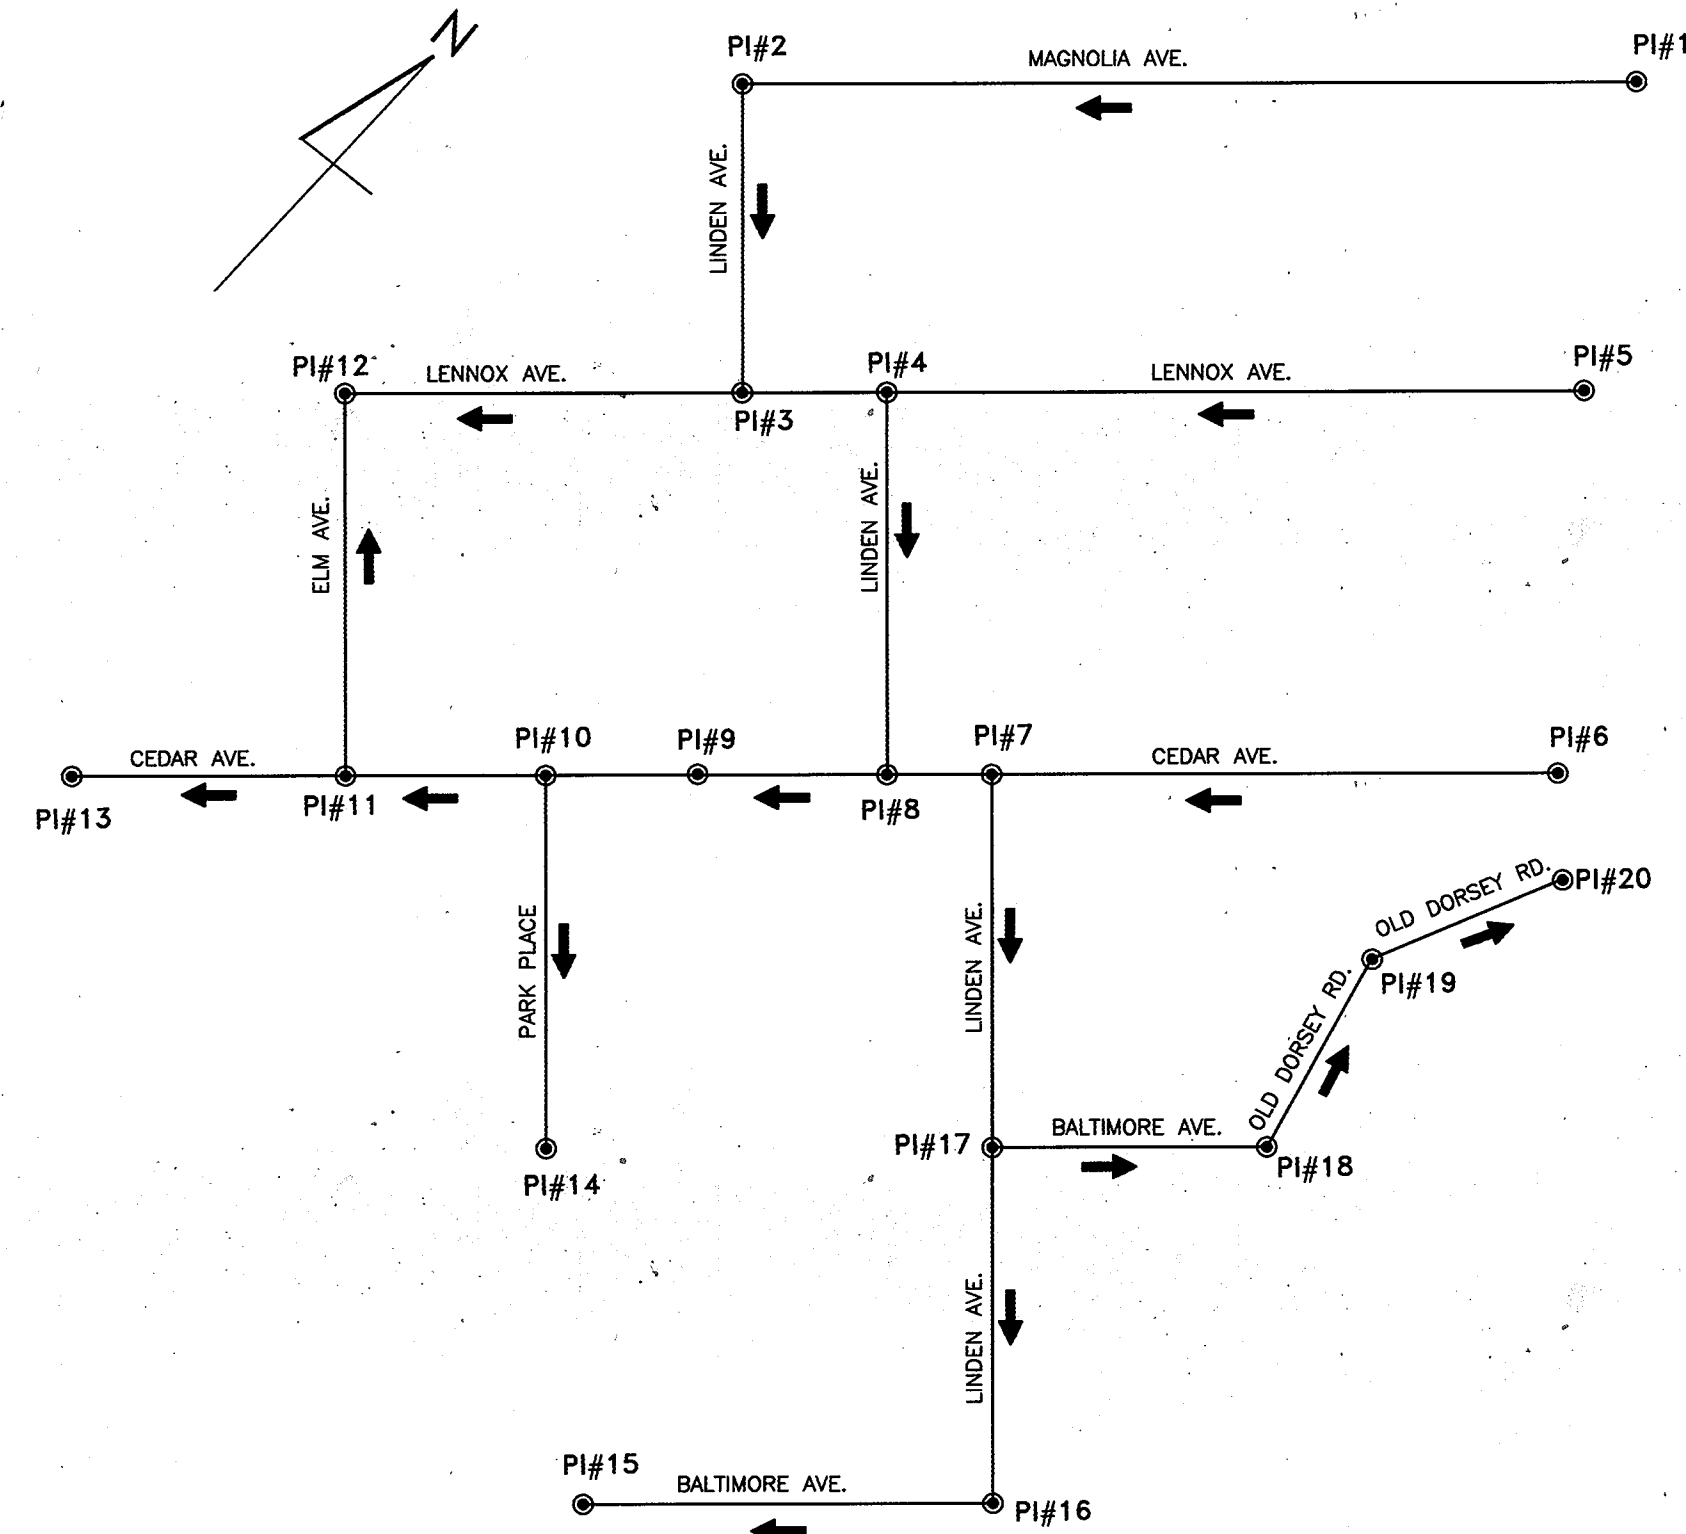 N
PI#2
MAGNOLIA AVE.
PI#1
LINDEN AVE.
PI#12
LENNOX AVE.
PI#4
LENNOX AVE.
PI#5
PI#3
ELM AVE.
LINDEN AVE.
CEDAR AVE.
PI#10
PI#9
PI#7
CEDAR AVE.
PI#6
PI#13
PI#11
PI#8
OLD DORSEY RD.
PI#20
PARK PLACE
LINDEN AVE.
OLD DORSEY RD.
PI#19
PI#17
BALTIMORE AVE.
PI#18
PI#14
LINDEN AVE.
PI#15
BALTIMORE AVE.
PI#16